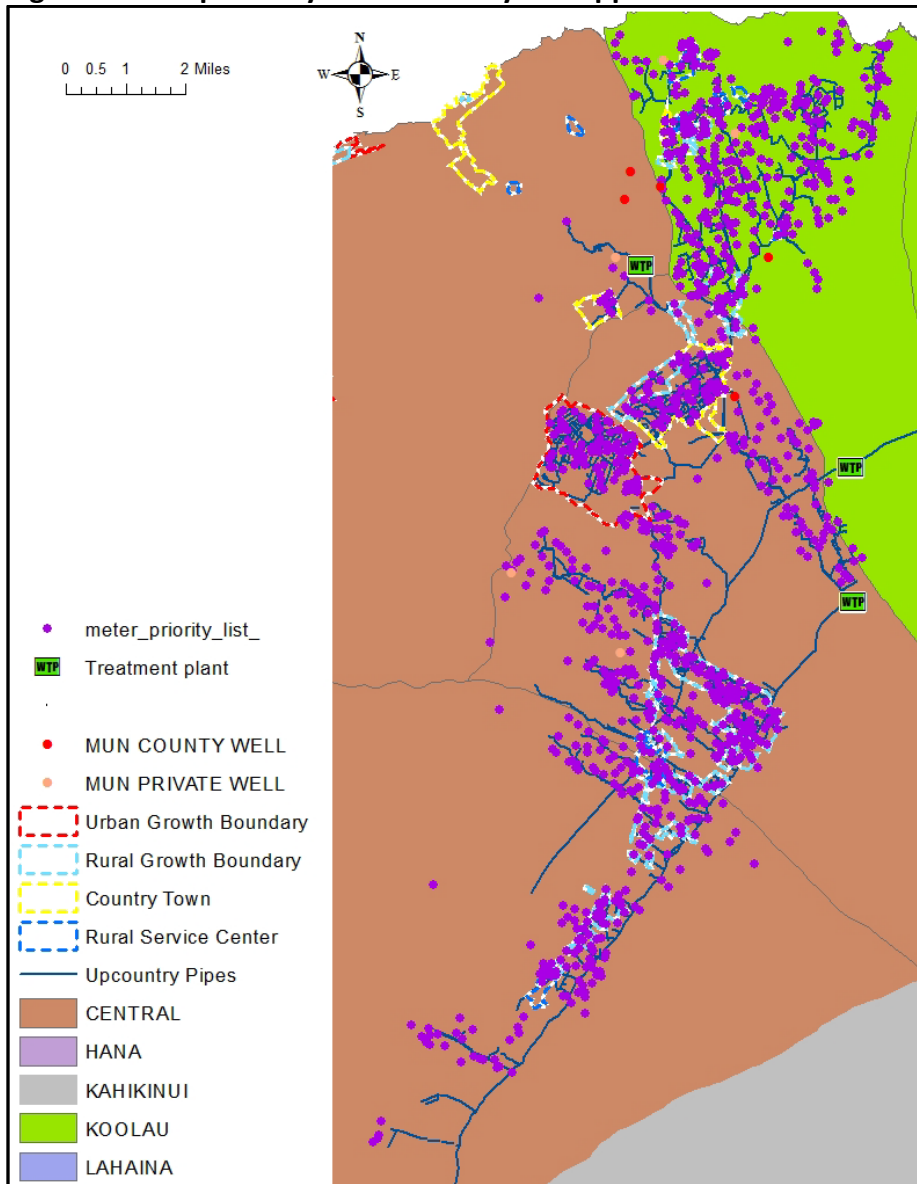 0 0.5 1 2 Miles
N
W E
S
WTP
WTP
WTP
meter_priority_list_
WTP Treatment plant
MUN COUNTY WELL
MUN PRIVATE WELL
Urban Growth Boundary
Rural Growth Boundary
Country Town
Rural Service Center
Upcountry Pipes
CENTRAL
HANA
KAHIKINUI
KOOLAU
LAHAINA